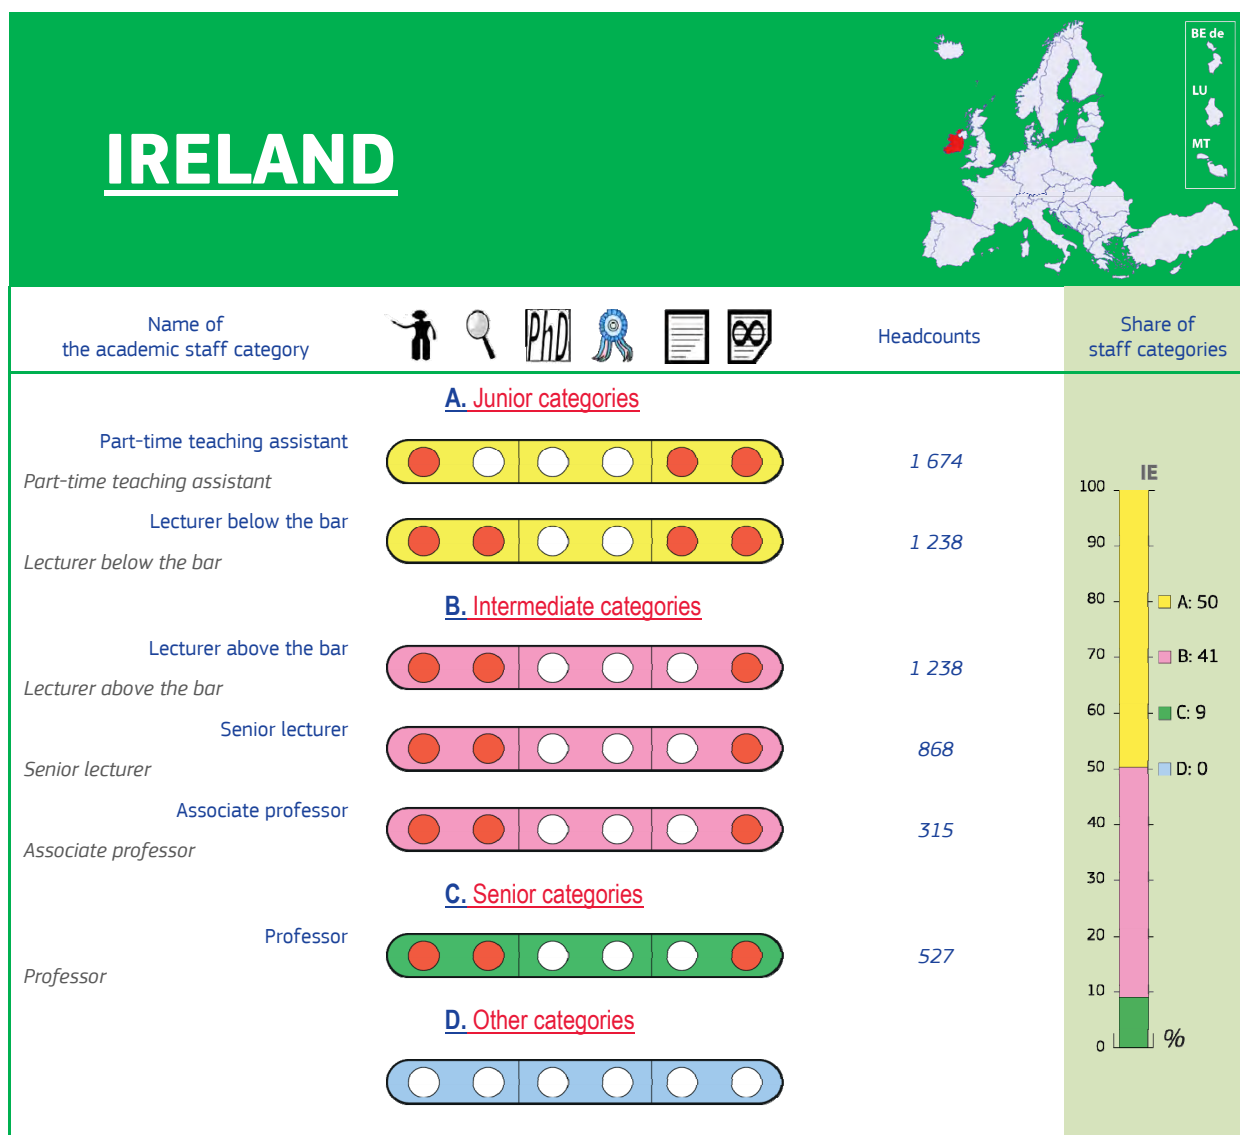 BE de
LU
MT
IRELAND
Name of
the academic staff category
PhD
Headcounts
Share of
staff categories
A. Junior categories
Part-time teaching assistant
Part-time teaching assistant
1 674
Lecturer below the bar
Lecturer below the bar
1 238
B. Intermediate categories
Lecturer above the bar
Lecturer above the bar
1 238
Senior lecturer
Senior lecturer
868
Associate professor
Associate professor
315
C. Senior categories
Professor
Professor
527
D. Other categories
IE
100
90
80
70
60
50
40
30
20
10
0
%
A: 50
B: 41
C: 9
D: 0